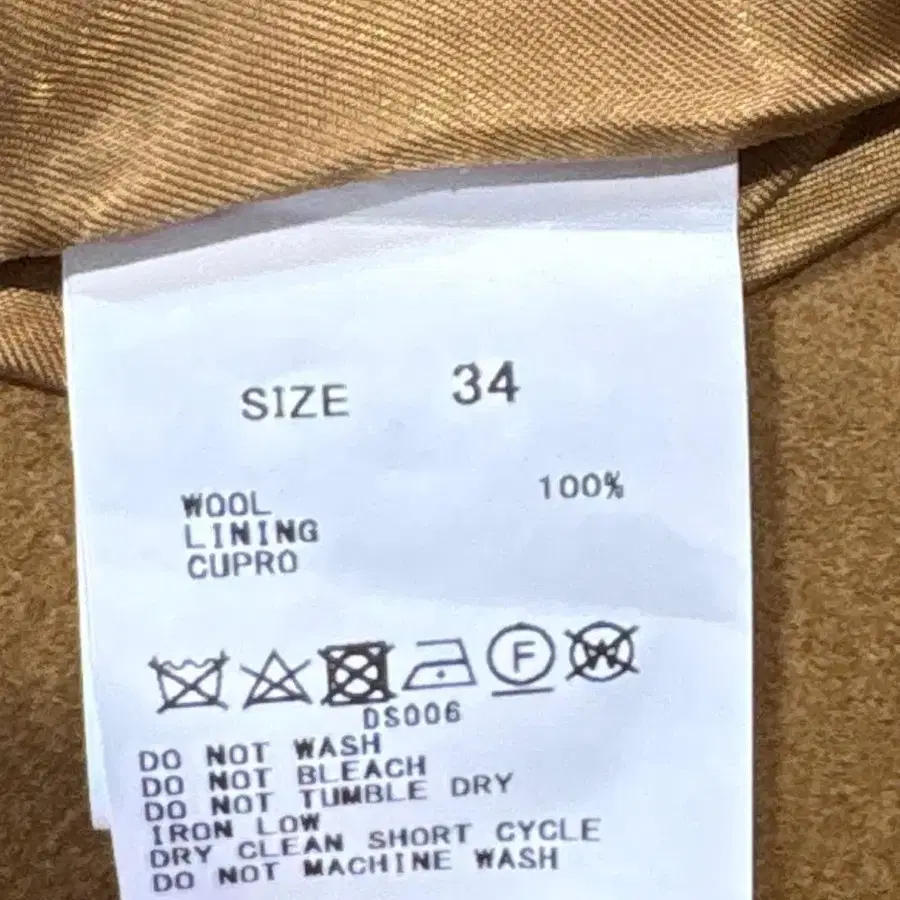 SIZE 34
WOOL 100%
LINING
CUPRO
F W
DS006
DO NOT WASH
DO NOT BLEACH
DO NOT TUMBLE DRY
IRON LOW
DRY CLEAN SHORT CYCLE
DO NOT MACHINE WASH